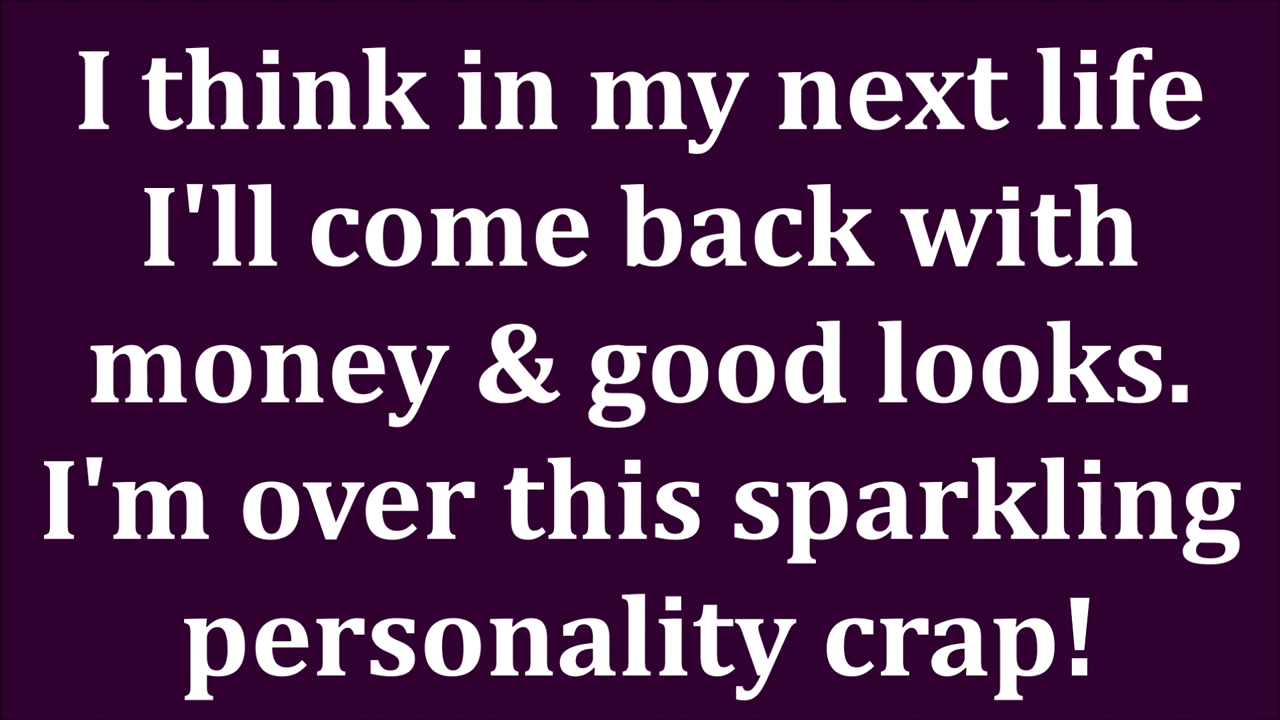 I think in my next life
I'll come back with
money & good looks.
I'm over this sparkling
personality crap!